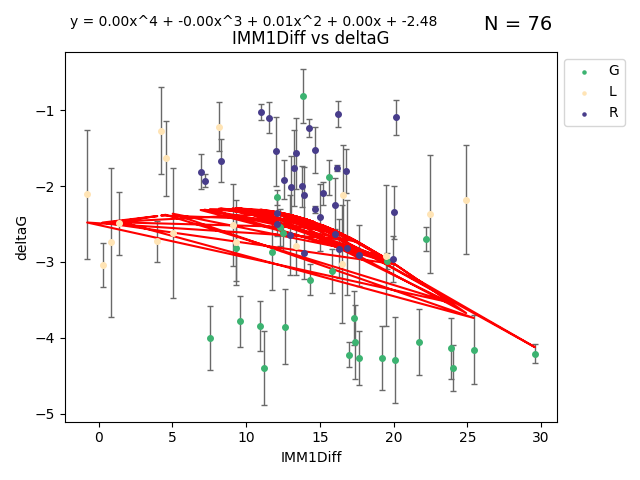 y = 0.00x^4 + -0.00x^3 + 0.01x^2 + 0.00x + -2.48
N = 76
IMM1Diff vs deltaG
G
L
R
deltaG
−1
−2
−3
−4
−5
0 5 10 15 20 25 30
IMM1Diff